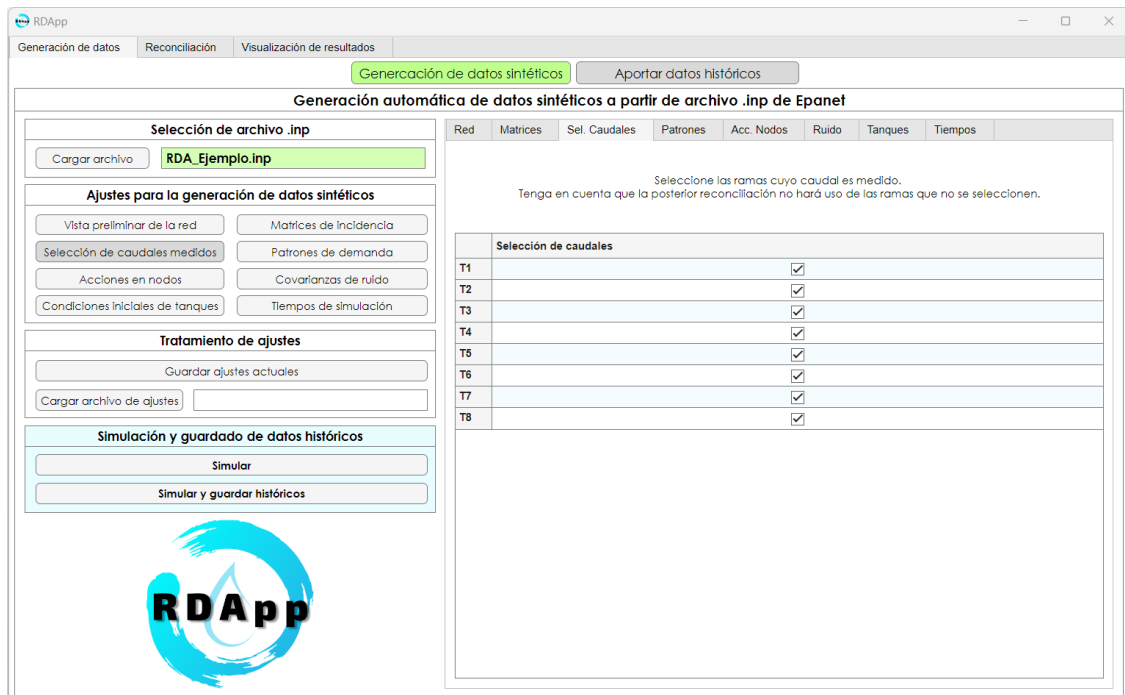 RDApp
Generación de datos Reconciliación Visualización de resultados
Genercación de datos sintéticos Aportar datos históricos
Generación automática de datos sintéticos a partir de archivo .inp de Epanet
Selección de archivo .inp
Cargar archivo RDA_Ejemplo.inp
Ajustes para la generación de datos sintéticos
Vista preliminar de la red Matrices de incidencia
Selección de caudales medidos Patrones de demanda
Acciones en nodos Covarianzas de ruido
Condiciones iniciales de tanques Tiempos de simulación
Tratamiento de ajustes
Guardar ajustes actuales
Cargar archivo de ajustes
Simulación y guardado de datos históricos
Simular
Simular y guardar históricos
RDApp
Red Matrices Sel. Caudales Patrones Acc. Nodos Ruido Tanques Tiempos
Seleccione las ramas cuyo caudal es medido.
Tenga en cuenta que la posterior reconciliación no hará uso de las ramas que no se seleccionen.
Selección de caudales
T1
T2
T3
T4
T5
T6
T7
T8